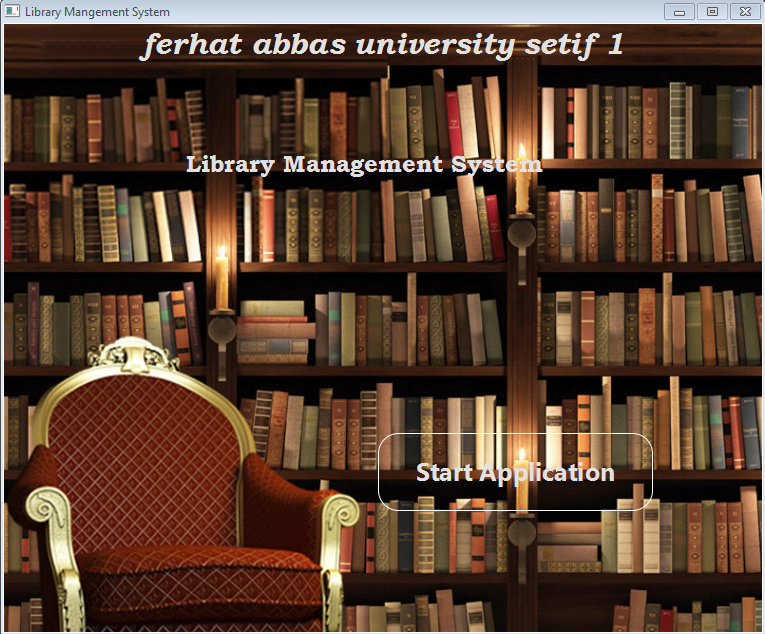 Library Mangement System
ferhat abbas university setif 1
Library Management System
Start Application